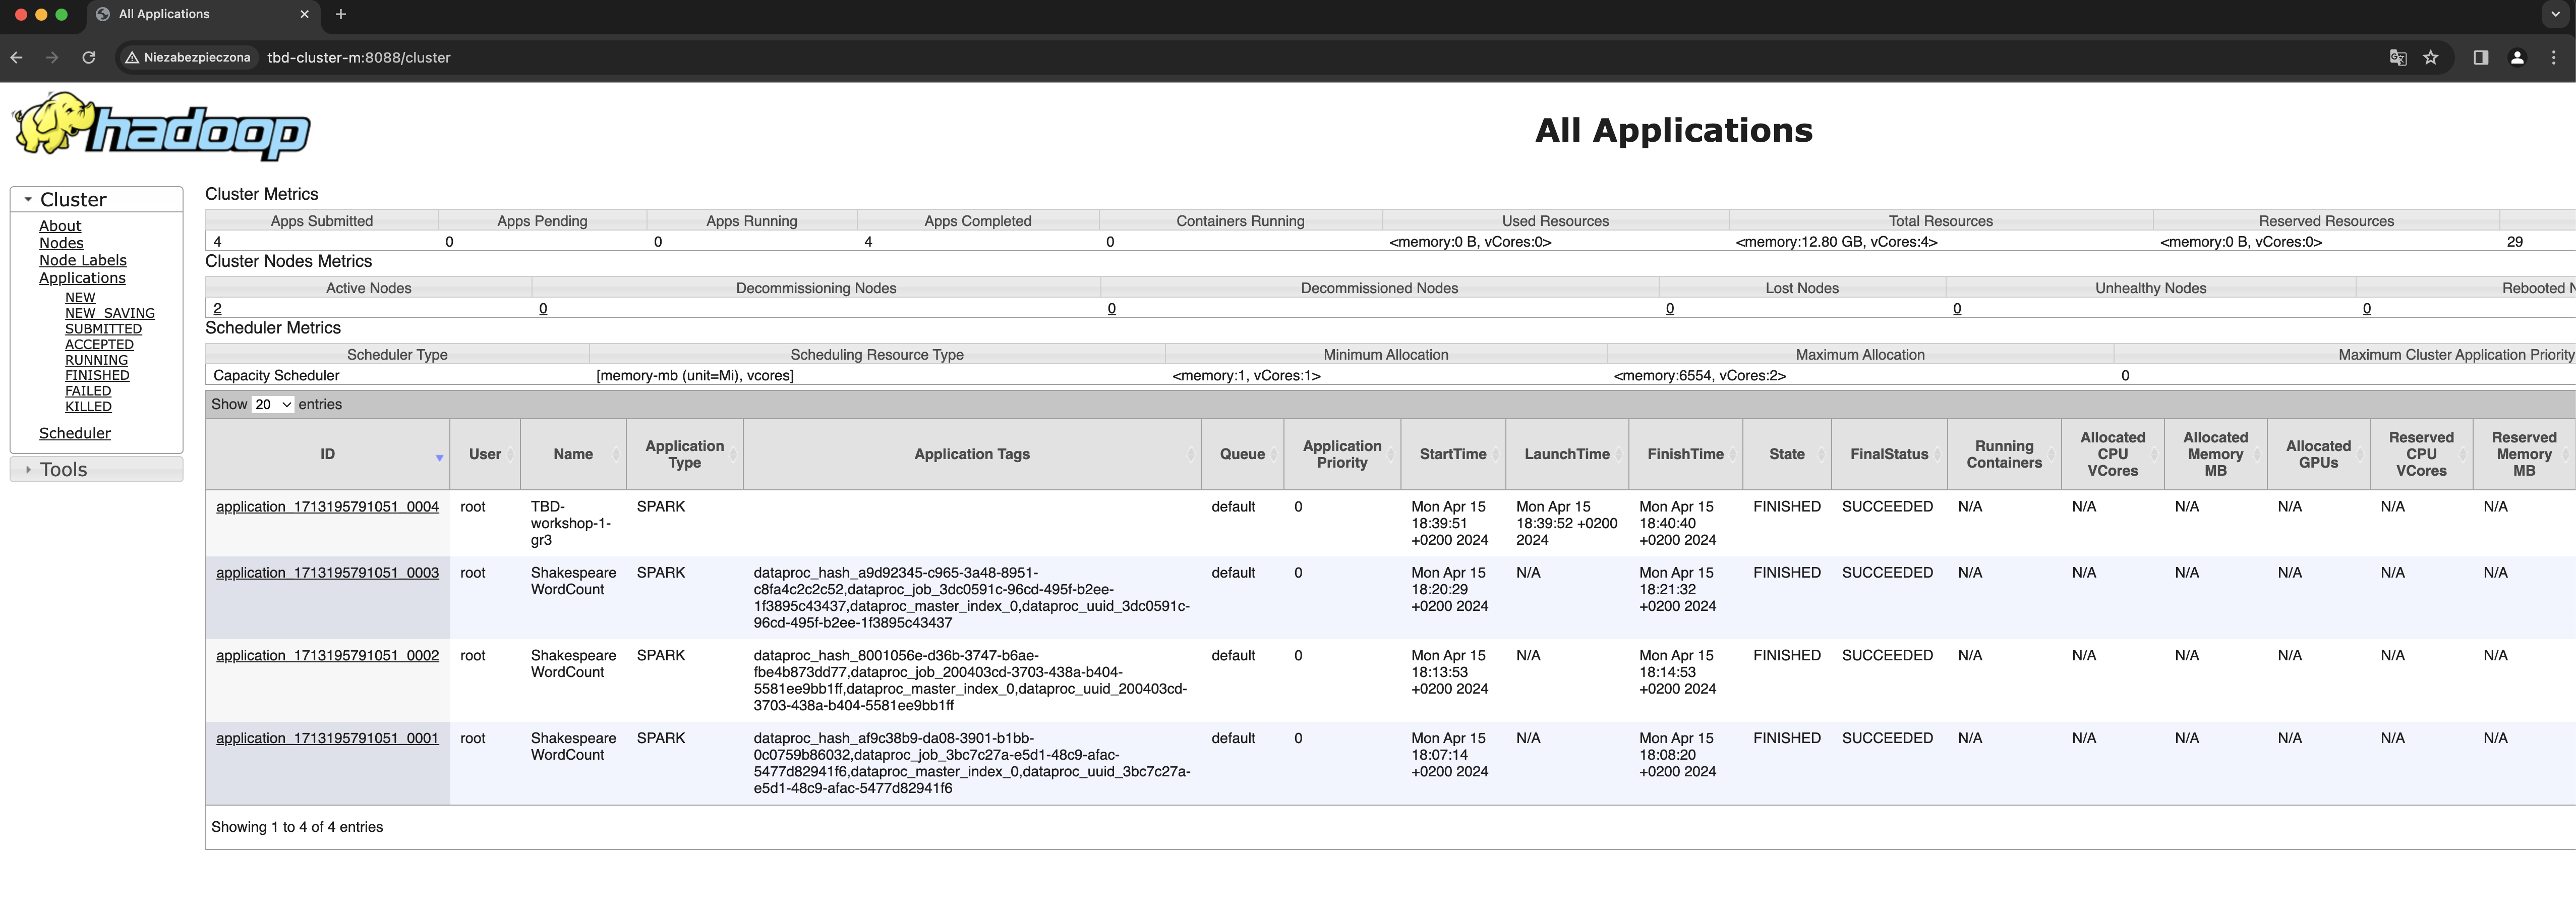 All Applications
Niezabezpieczona tbd-cluster-m:8088/cluster
hadoop
All Applications
Cluster
About
Nodes
Node Labels
Applications
NEW
NEW_SAVING
SUBMITTED
ACCEPTED
RUNNING
FINISHED
FAILED
KILLED
Scheduler
Tools
Cluster Metrics
Apps Submitted Apps Pending Apps Running Apps Completed Containers Running Used Resources Total Resources Reserved Resources
4 0 0 4 0 <memory:0 B, vCores:0> <memory:12.80 GB, vCores:4> <memory:0 B, vCores:0> 29
Cluster Nodes Metrics
Active Nodes Decommissioning Nodes Decommissioned Nodes Lost Nodes Unhealthy Nodes Rebooted N
2 0 0 0 0 0
Scheduler Metrics
Scheduler Type Scheduling Resource Type Minimum Allocation Maximum Allocation Maximum Cluster Application Priority
Capacity Scheduler [memory-mb (unit=Mi), vcores] <memory:1, vCores:1> <memory:6554, vCores:2> 0
Show 20 entries
ID User Name Application Type Application Tags Queue Application Priority StartTime LaunchTime FinishTime State FinalStatus Running Containers Allocated CPU VCores Allocated Memory MB Allocated GPUs Reserved CPU VCores Reserved Memory MB
application_1713195791051_0004 root TBD- SPARK default 0 Mon Apr 15 Mon Apr 15 Mon Apr 15 FINISHED SUCCEEDED N/A N/A N/A N/A N/A N/A
workshop-1- 18:39:51 18:39:52 +0200 18:40:40
gr3 +0200 2024 2024 +0200 2024
application_1713195791051_0003 root Shakespeare SPARK dataproc_hash_a9d92345-c965-3a48-8951- default 0 Mon Apr 15 N/A Mon Apr 15 FINISHED SUCCEEDED N/A N/A N/A N/A N/A N/A
WordCount c8fa4c2c2c52,dataproc_job_3dc0591c-96cd-495f-b2ee- 18:20:29 18:21:32
1f3895c43437,dataproc_master_index_0,dataproc_uuid_3dc0591c- +0200 2024 +0200 2024
96cd-495f-b2ee-1f3895c43437
application_1713195791051_0002 root Shakespeare SPARK dataproc_hash_8001056e-d36b-3747-b6ae- default 0 Mon Apr 15 N/A Mon Apr 15 FINISHED SUCCEEDED N/A N/A N/A N/A N/A N/A
WordCount fbe4b873dd77,dataproc_job_200403cd-3703-438a-b404- 18:13:53 18:14:53
5581ee9bb1ff,dataproc_master_index_0,dataproc_uuid_200403cd- +0200 2024 +0200 2024
3703-438a-b404-5581ee9bb1ff
application_1713195791051_0001 root Shakespeare SPARK dataproc_hash_af9c38b9-da08-3901-b1bb- default 0 Mon Apr 15 N/A Mon Apr 15 FINISHED SUCCEEDED N/A N/A N/A N/A N/A N/A
WordCount 0c0759b86032,dataproc_job_3bc7c27a-e5d1-48c9-afac- 18:07:14 18:08:20
5477d82941f6,dataproc_master_index_0,dataproc_uuid_3bc7c27a- +0200 2024 +0200 2024
e5d1-48c9-afac-5477d82941f6
Showing 1 to 4 of 4 entries